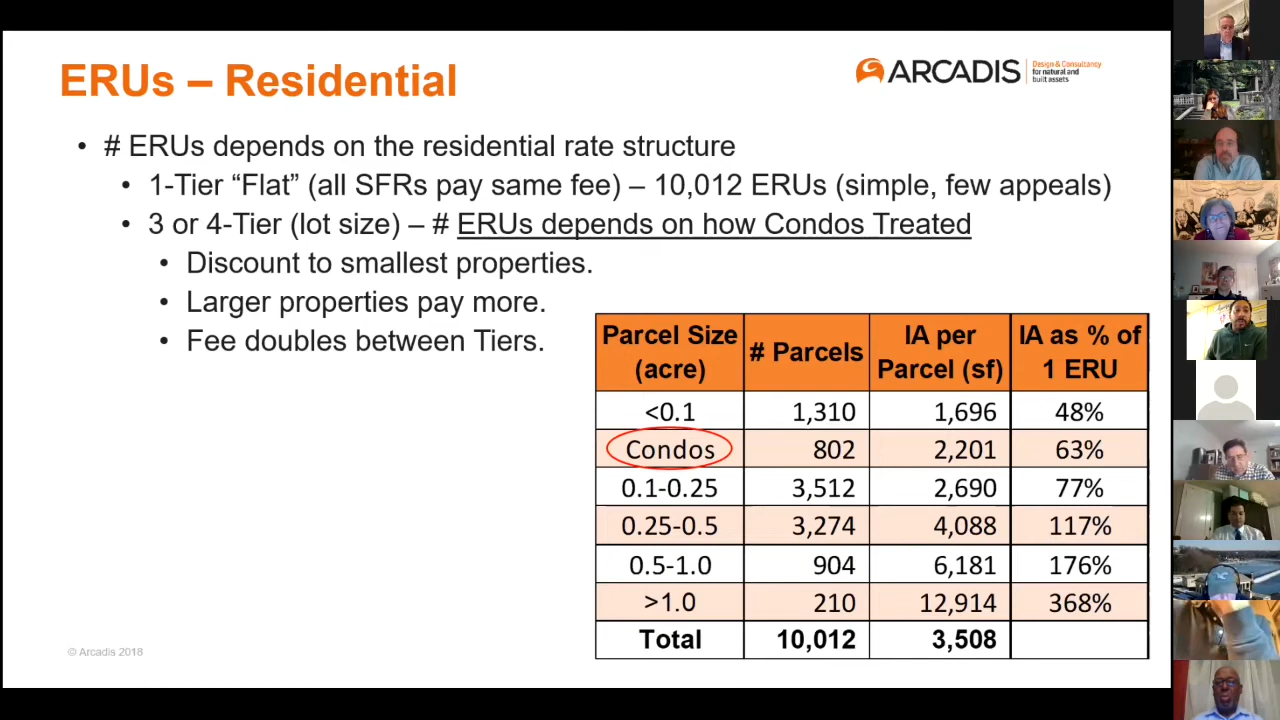 ERUs – Residential
ARCADIS
Design & Consultancy
for natural and
built assets
• # ERUs depends on the residential rate structure
• 1-Tier “Flat” (all SFRs pay same fee) – 10,012 ERUs (simple, few appeals)
• 3 or 4-Tier (lot size) – # ERUs depends on how Condos Treated
• Discount to smallest properties.
• Larger properties pay more.
• Fee doubles between Tiers.
Parcel Size (acre) # Parcels IA per Parcel (sf) IA as % of 1 ERU
<0.1 1,310 1,696 48%
Condos 802 2,201 63%
0.1-0.25 3,512 2,690 77%
0.25-0.5 3,274 4,088 117%
0.5-1.0 904 6,181 176%
>1.0 210 12,914 368%
Total 10,012 3,508
© Arcadis 2018